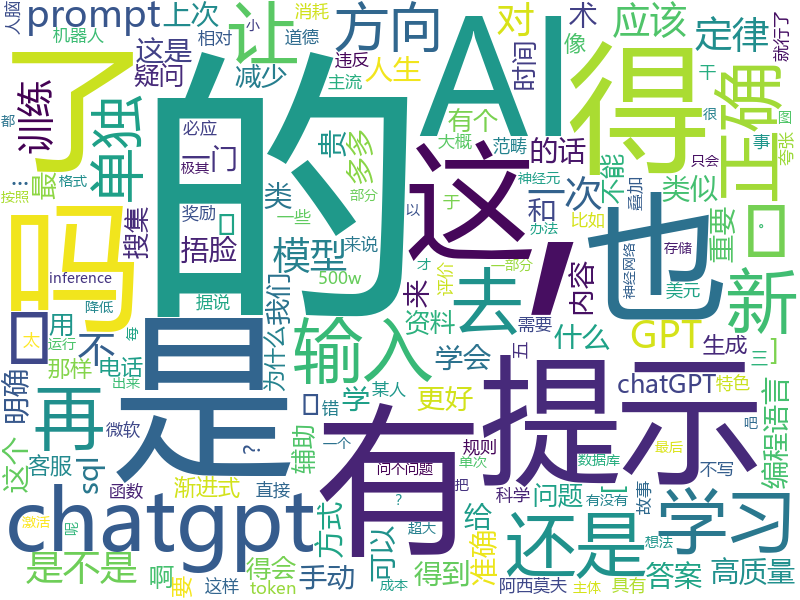 的
AI
得
了
是
有
这
，
也
吗
提示
chatgpt
输入
去
新
正确
学习
还是
再
单独
让
方向
对
应该
定律
prompt
上次
这是
疑问
训练
减少
人生
时间
术
像
就行了
人脑
机器人
相对
道德
违反
主流
消耗
小
干
很
图
夸张
事
贵
多多
有个
大概
范畴
的话
一次
和
不能
类似
重要
叠加
只会
必应
一门
极其
神经元
部分
以
于
比如
办法
类
奖励
一些
最
都
格式
按照
搜集
捂脸
模型
来说
才
评价
来
内容
一部分
神经网络
存储
美元
inference
降低
用
不
据说
500w
资料
需要
什么
GPT
生成
]
太
运行
每
那样
电话
为什么我们
学会
五
三
chatGPT
特色
明确
这个
微软
出来
学
某人
更好
错
编程语言
客服
sql
辅助
一个
问个问题
规则
单次
数据库
吧
最后
不写
函数
?
渐进式
直接
把
准确
科学
问题
[
有没有
故事
激活
呢
啊
方式
?
超大
给
想法
是不是
得会
手动
可以
得到
答案
高质量
要
这样
token
成本
阿西莫夫
主体
具有